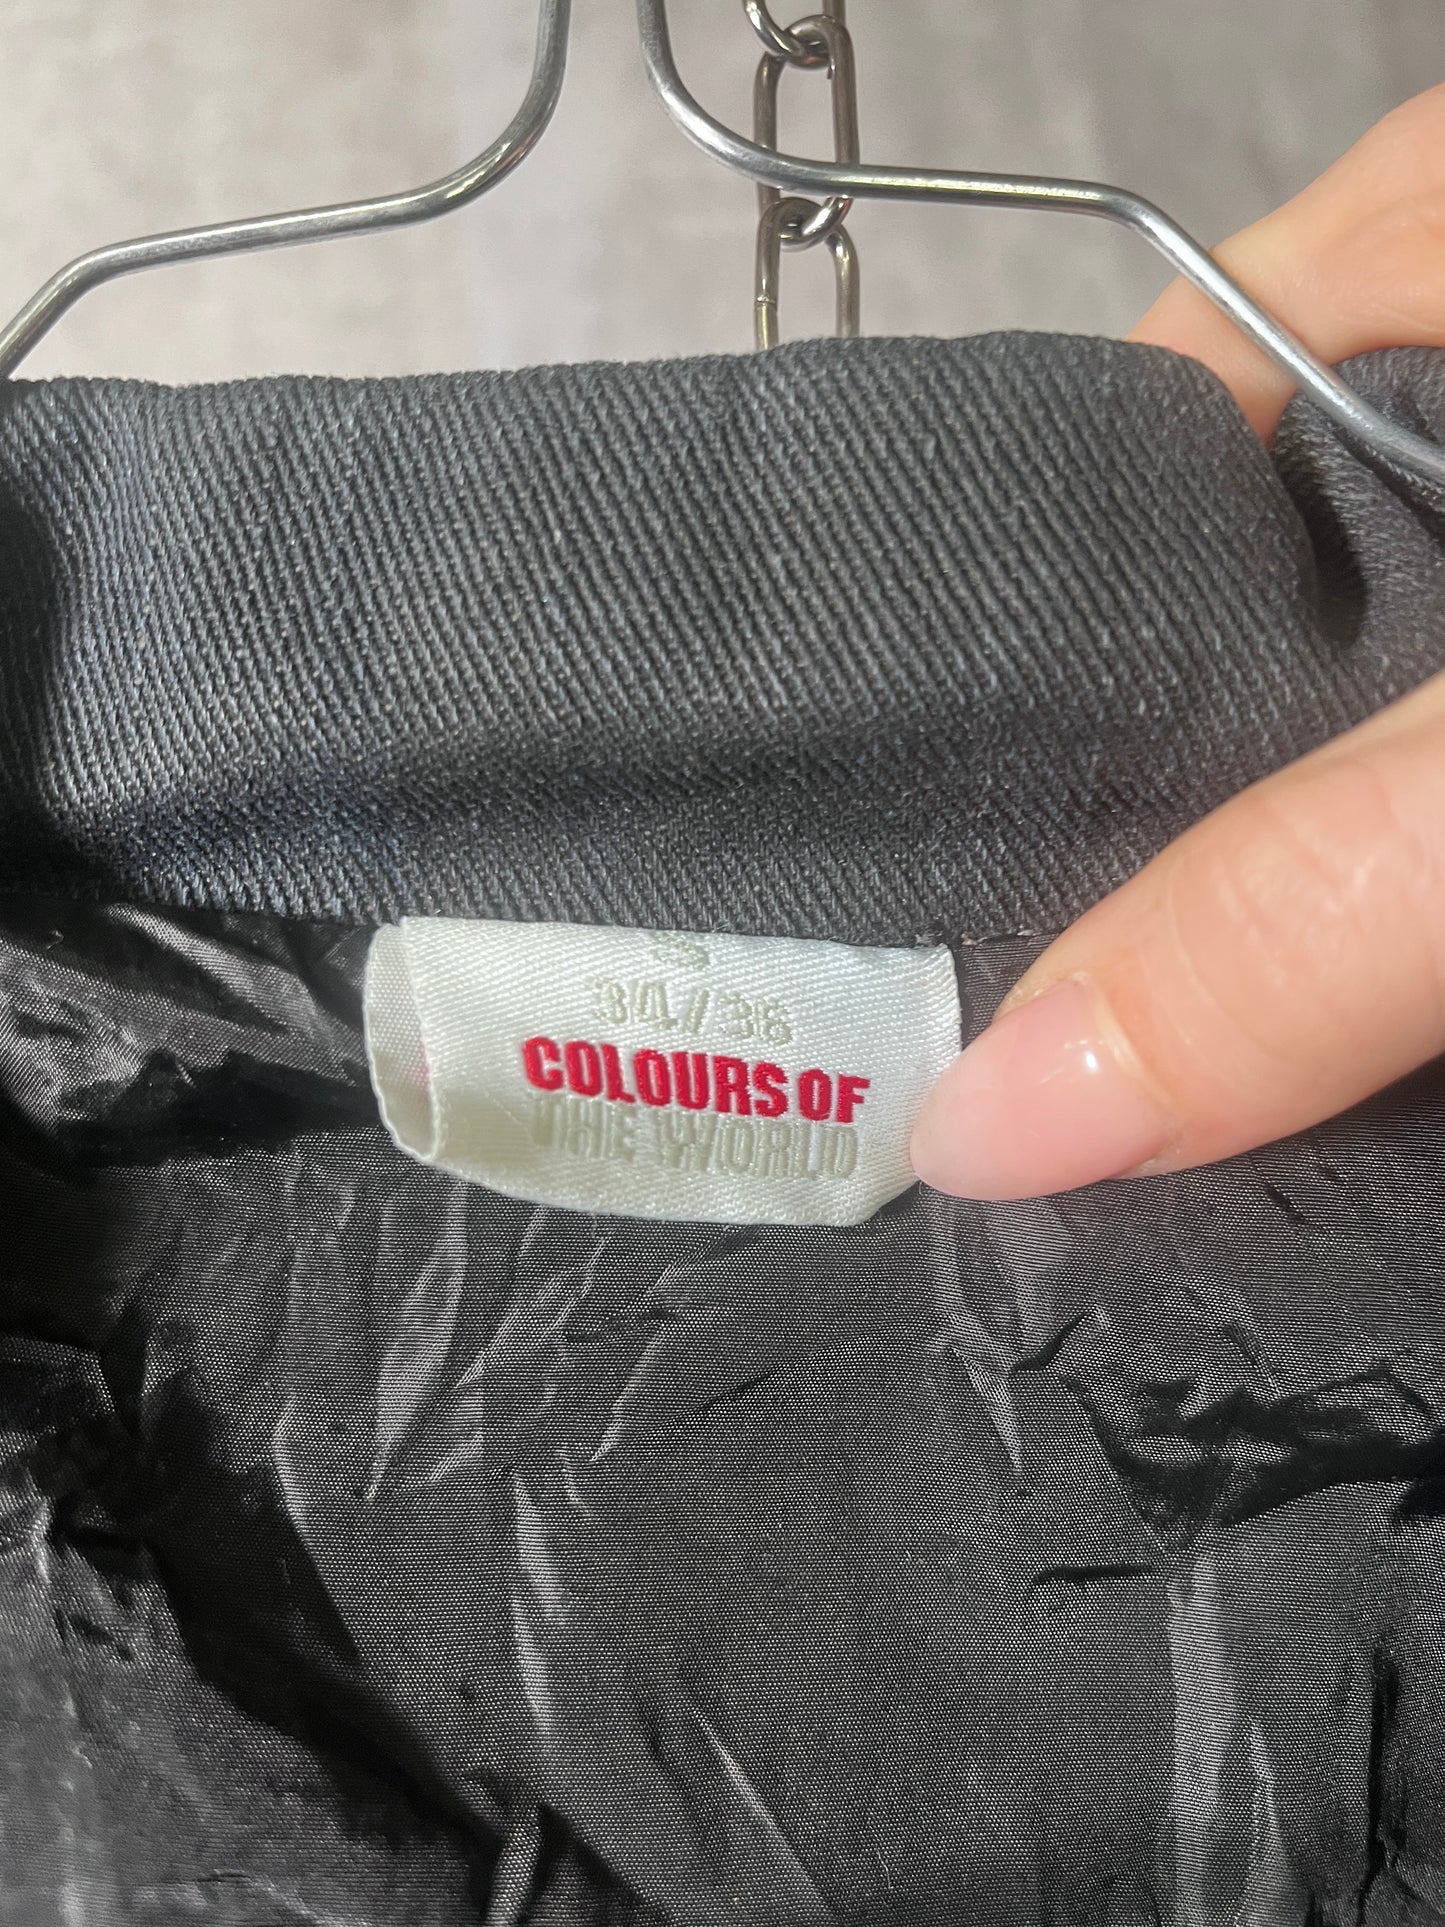 S
34/36
COLOURS OF
THE WORLD